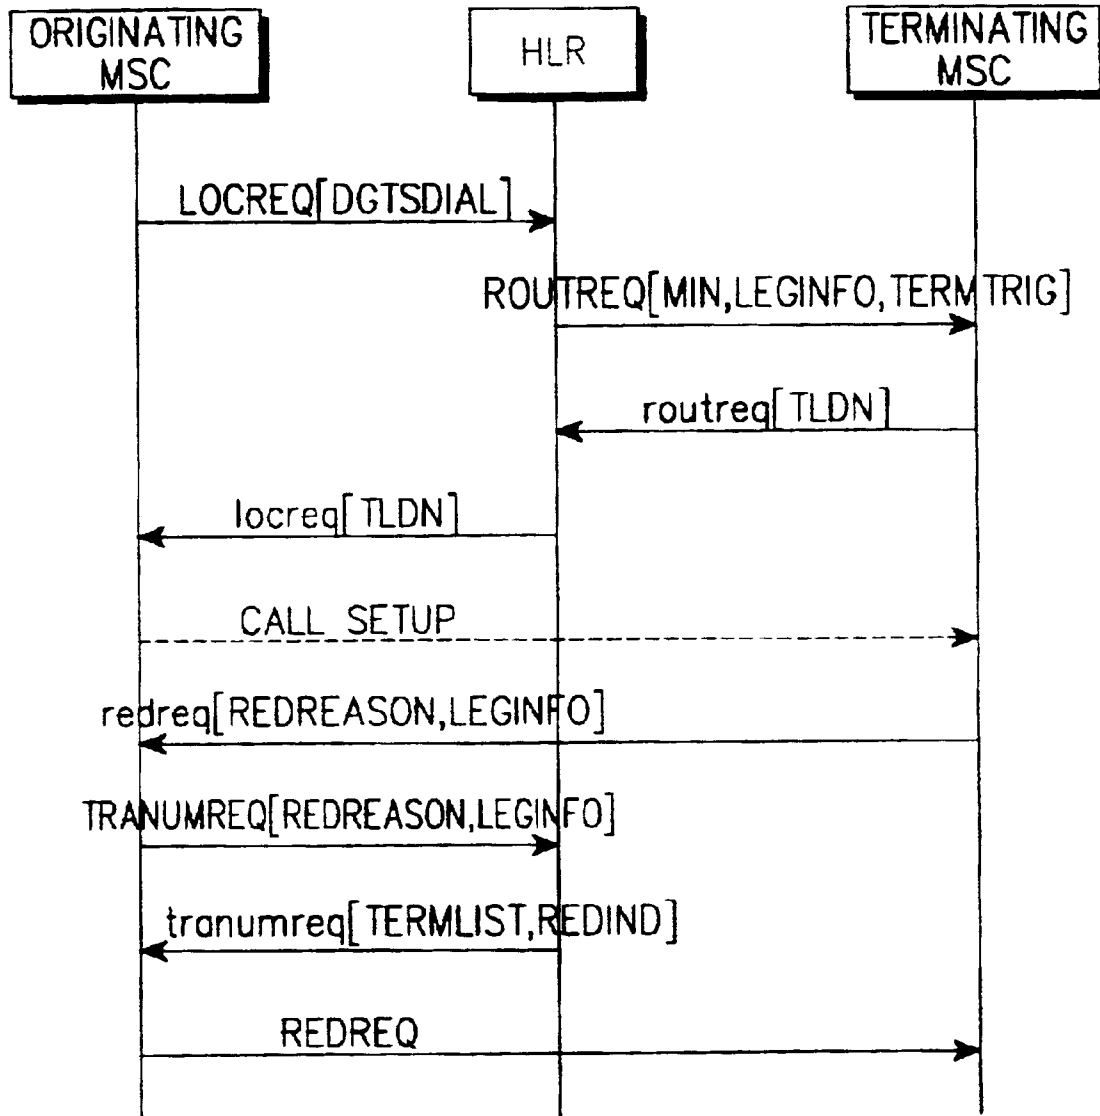 ORIGINATING
MSC
HLR
TERMINATING
MSC
LOCREQ[DGTSDIAL]
ROUTREQ[MIN,LEGINFO,TERMTRIG]
routreq[TLDN]
locreq[TLDN]
CALL SETUP
redreq[REDREASON,LEGINFO]
TRANUMREQ[REDREASON,LEGINFO]
tranumreq[TERMLIST,REDIND]
REDREQ